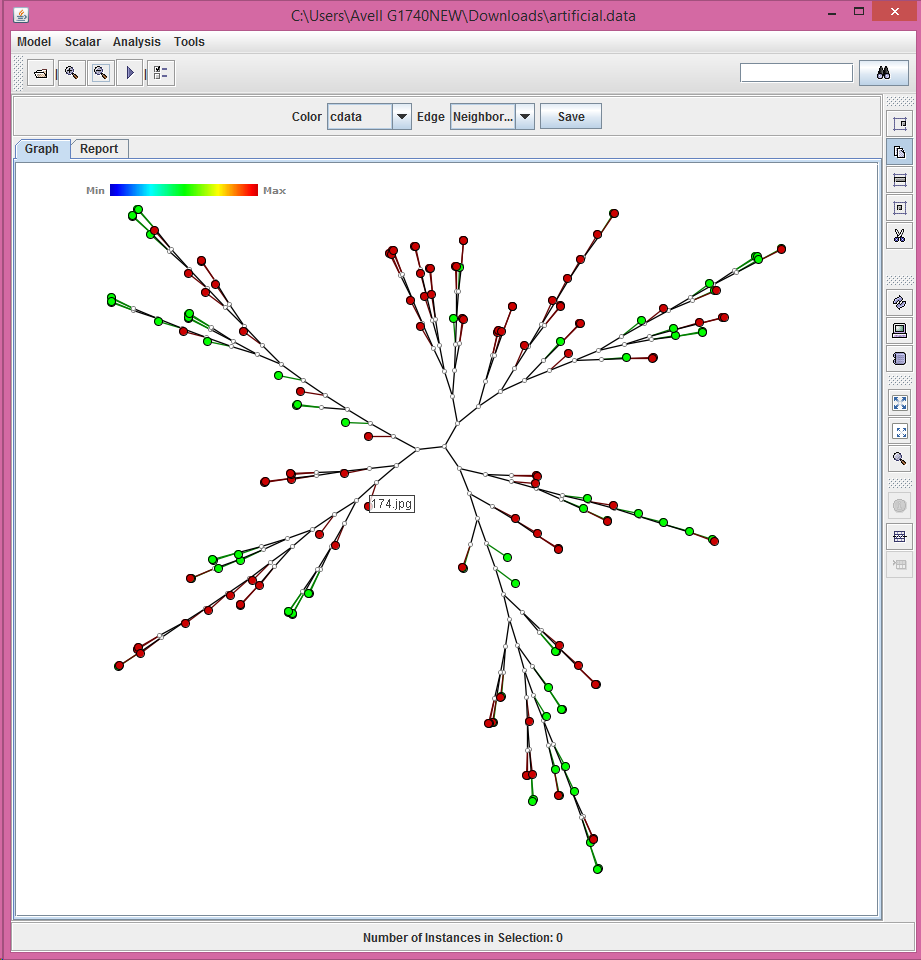 C:\Users\Avell G1740NEW\Downloads\artificial.data
Model Scalar Analysis Tools
Color cdata Edge Neighbor... Save
Graph Report
Min Max
174.jpg
Number of Instances in Selection: 0